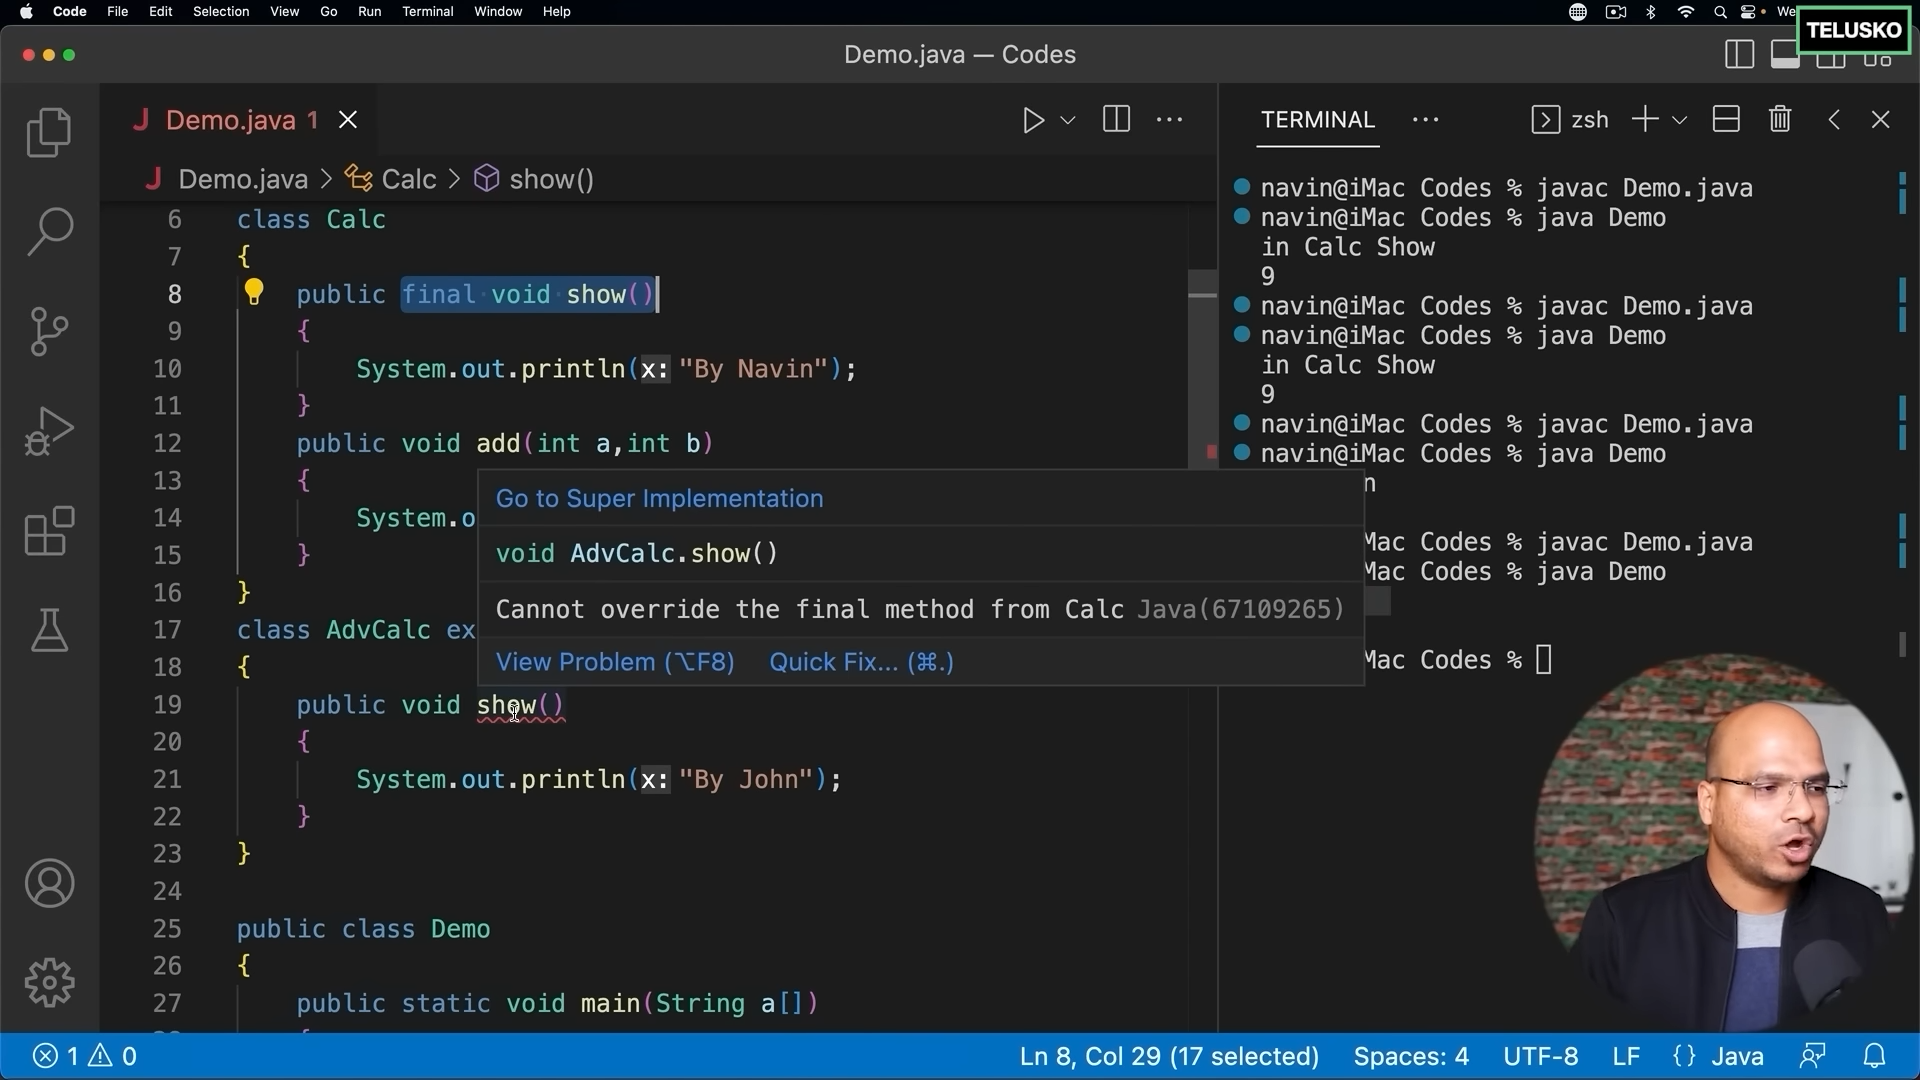 Code File Edit Selection View Go Run Terminal Window Help
We
TELUSKO
Demo.java — Codes
Demo.java 1
TERMINAL
zsh
Demo.java > Calc > show()
6 class Calc
7 {
8 public final void show()
9 {
10 System.out.println(x: "By Navin");
11 }
12 public void add(int a,int b)
13 {
14 System.o
15 }
16 }
17 class AdvCalc ex
18 {
19 public void show()
20 {
21 System.out.println(x: "By John");
22 }
23 }
24
25 public class Demo
26 {
27 public static void main(String a[])
Go to Super Implementation
void AdvCalc.show()
Cannot override the final method from Calc Java(67109265)
View Problem (⌥F8) Quick Fix... (⌘.)
navin@iMac Codes % javac Demo.java
navin@iMac Codes % java Demo
in Calc Show
9
navin@iMac Codes % javac Demo.java
navin@iMac Codes % java Demo
in Calc Show
9
navin@iMac Codes % javac Demo.java
navin@iMac Codes % java Demo
n
Mac Codes % javac Demo.java
Mac Codes % java Demo
Mac Codes %
1 0
Ln 8, Col 29 (17 selected) Spaces: 4 UTF-8 LF {} Java